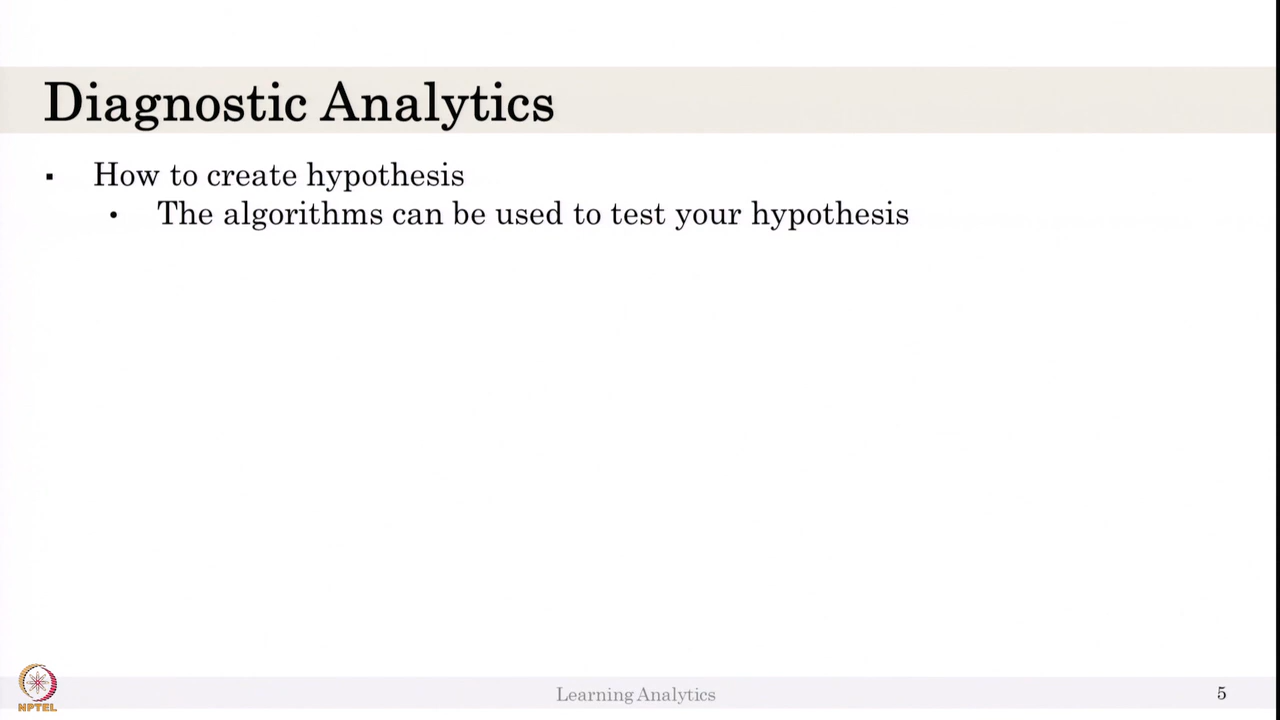 Diagnostic Analytics
▪ How to create hypothesis
• The algorithms can be used to test your hypothesis
NPTEL
Learning Analytics
5